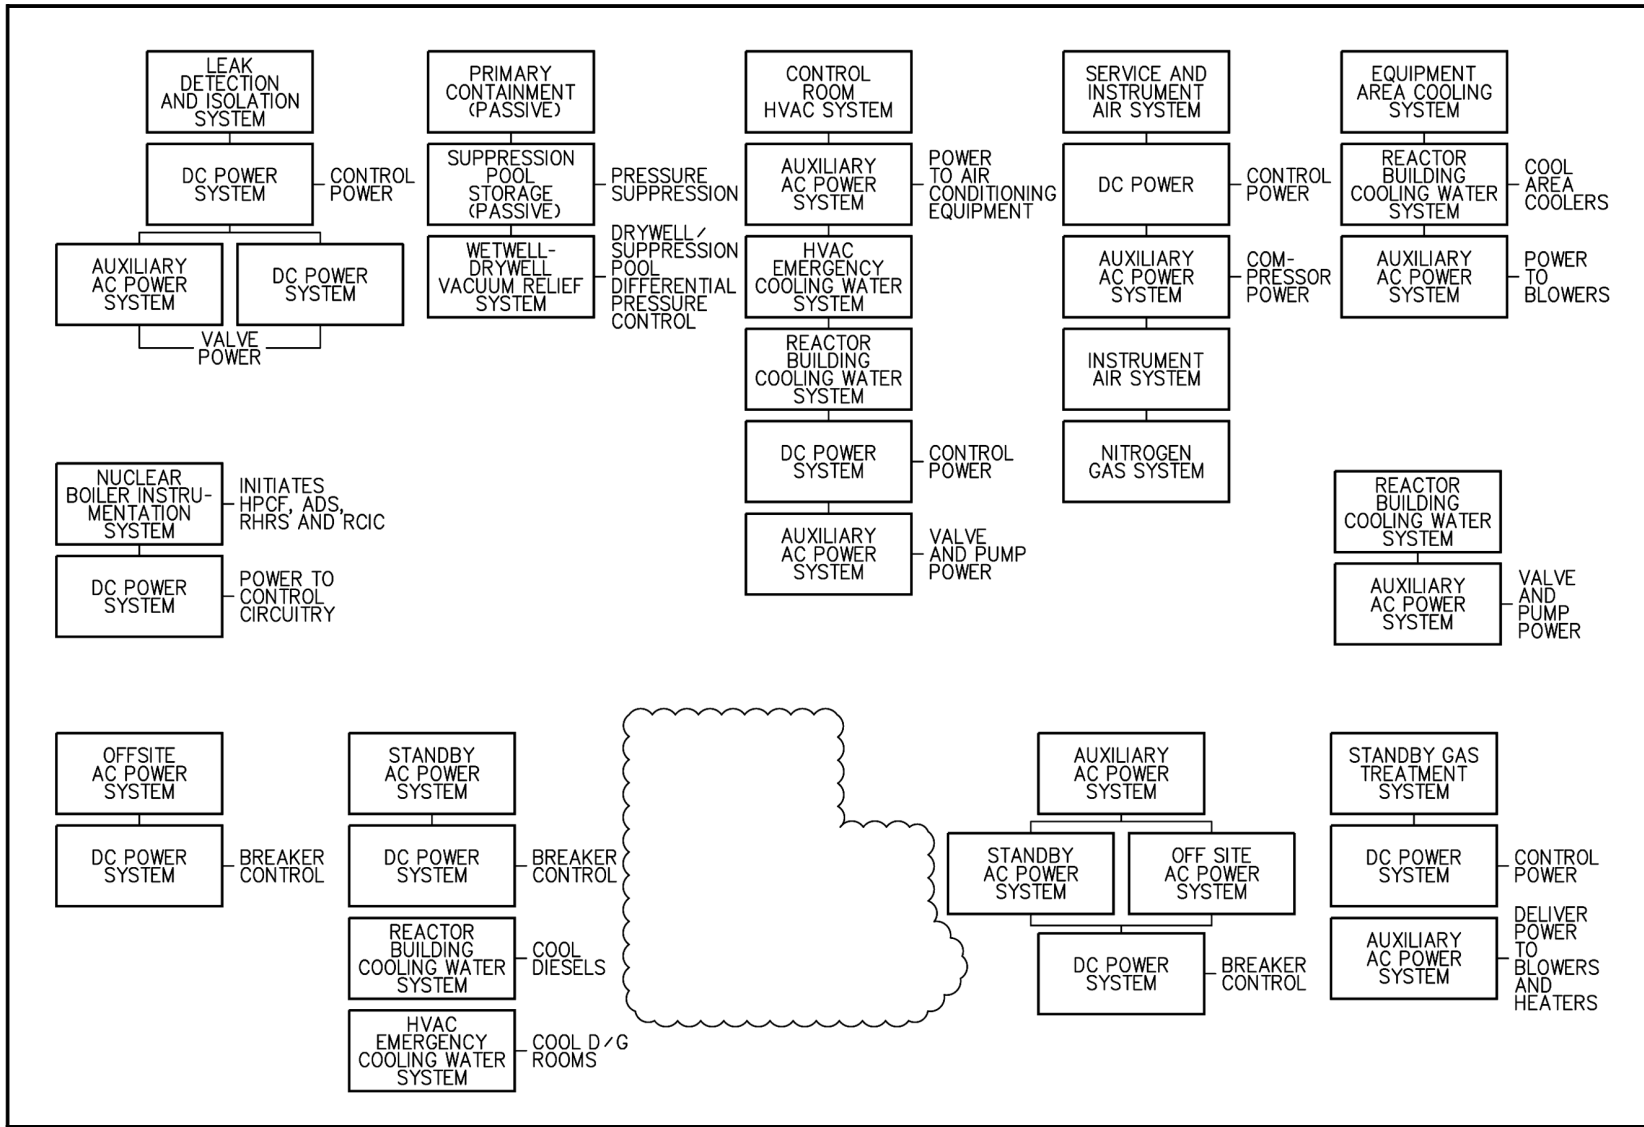 LEAK
DETECTION
AND ISOLATION
SYSTEM
DC POWER
SYSTEM
CONTROL
POWER
AUXILIARY
AC POWER
SYSTEM
DC POWER
SYSTEM
VALVE
POWER
PRIMARY
CONTAINMENT
(PASSIVE)
SUPPRESSION
POOL
STORAGE
(PASSIVE)
PRESSURE
SUPPRESSION
WETWELL-
DRYWELL
VACUUM RELIEF
SYSTEM
DRYWELL/
SUPPRESSION
POOL
DIFFERENTIAL
PRESSURE
CONTROL
CONTROL
ROOM
HVAC SYSTEM
AUXILIARY
AC POWER
SYSTEM
POWER
TO AIR
CONDITIONING
EQUIPMENT
HVAC
EMERGENCY
COOLING WATER
SYSTEM
REACTOR
BUILDING
COOLING WATER
SYSTEM
DC POWER
SYSTEM
CONTROL
POWER
AUXILIARY
AC POWER
SYSTEM
VALVE
AND PUMP
POWER
SERVICE AND
INSTRUMENT
AIR SYSTEM
DC POWER
CONTROL
POWER
AUXILIARY
AC POWER
SYSTEM
COM-
PRESSOR
POWER
INSTRUMENT
AIR SYSTEM
NITROGEN
GAS SYSTEM
EQUIPMENT
AREA COOLING
SYSTEM
REACTOR
BUILDING
COOLING WATER
SYSTEM
COOL
AREA
COOLERS
AUXILIARY
AC POWER
SYSTEM
POWER
TO
BLOWERS
NUCLEAR
BOILER INSTRU-
MENTATION
SYSTEM
INITIATES
HPCF, ADS,
RHRS AND RCIC
DC POWER
SYSTEM
POWER TO
CONTROL
CIRCUITRY
REACTOR
BUILDING
COOLING WATER
SYSTEM
AUXILIARY
AC POWER
SYSTEM
VALVE
AND
PUMP
POWER
OFFSITE
AC POWER
SYSTEM
DC POWER
SYSTEM
BREAKER
CONTROL
STANDBY
AC POWER
SYSTEM
DC POWER
SYSTEM
BREAKER
CONTROL
REACTOR
BUILDING
COOLING WATER
SYSTEM
COOL
DIESELS
HVAC
EMERGENCY
COOLING WATER
SYSTEM
COOL D/G
ROOMS
AUXILIARY
AC POWER
SYSTEM
STANDBY
AC POWER
SYSTEM
OFF SITE
AC POWER
SYSTEM
DC POWER
SYSTEM
BREAKER
CONTROL
STANDBY GAS
TREATMENT
SYSTEM
DC POWER
SYSTEM
CONTROL
POWER
AUXILIARY
AC POWER
SYSTEM
DELIVER
POWER
TO
BLOWERS
AND
HEATERS